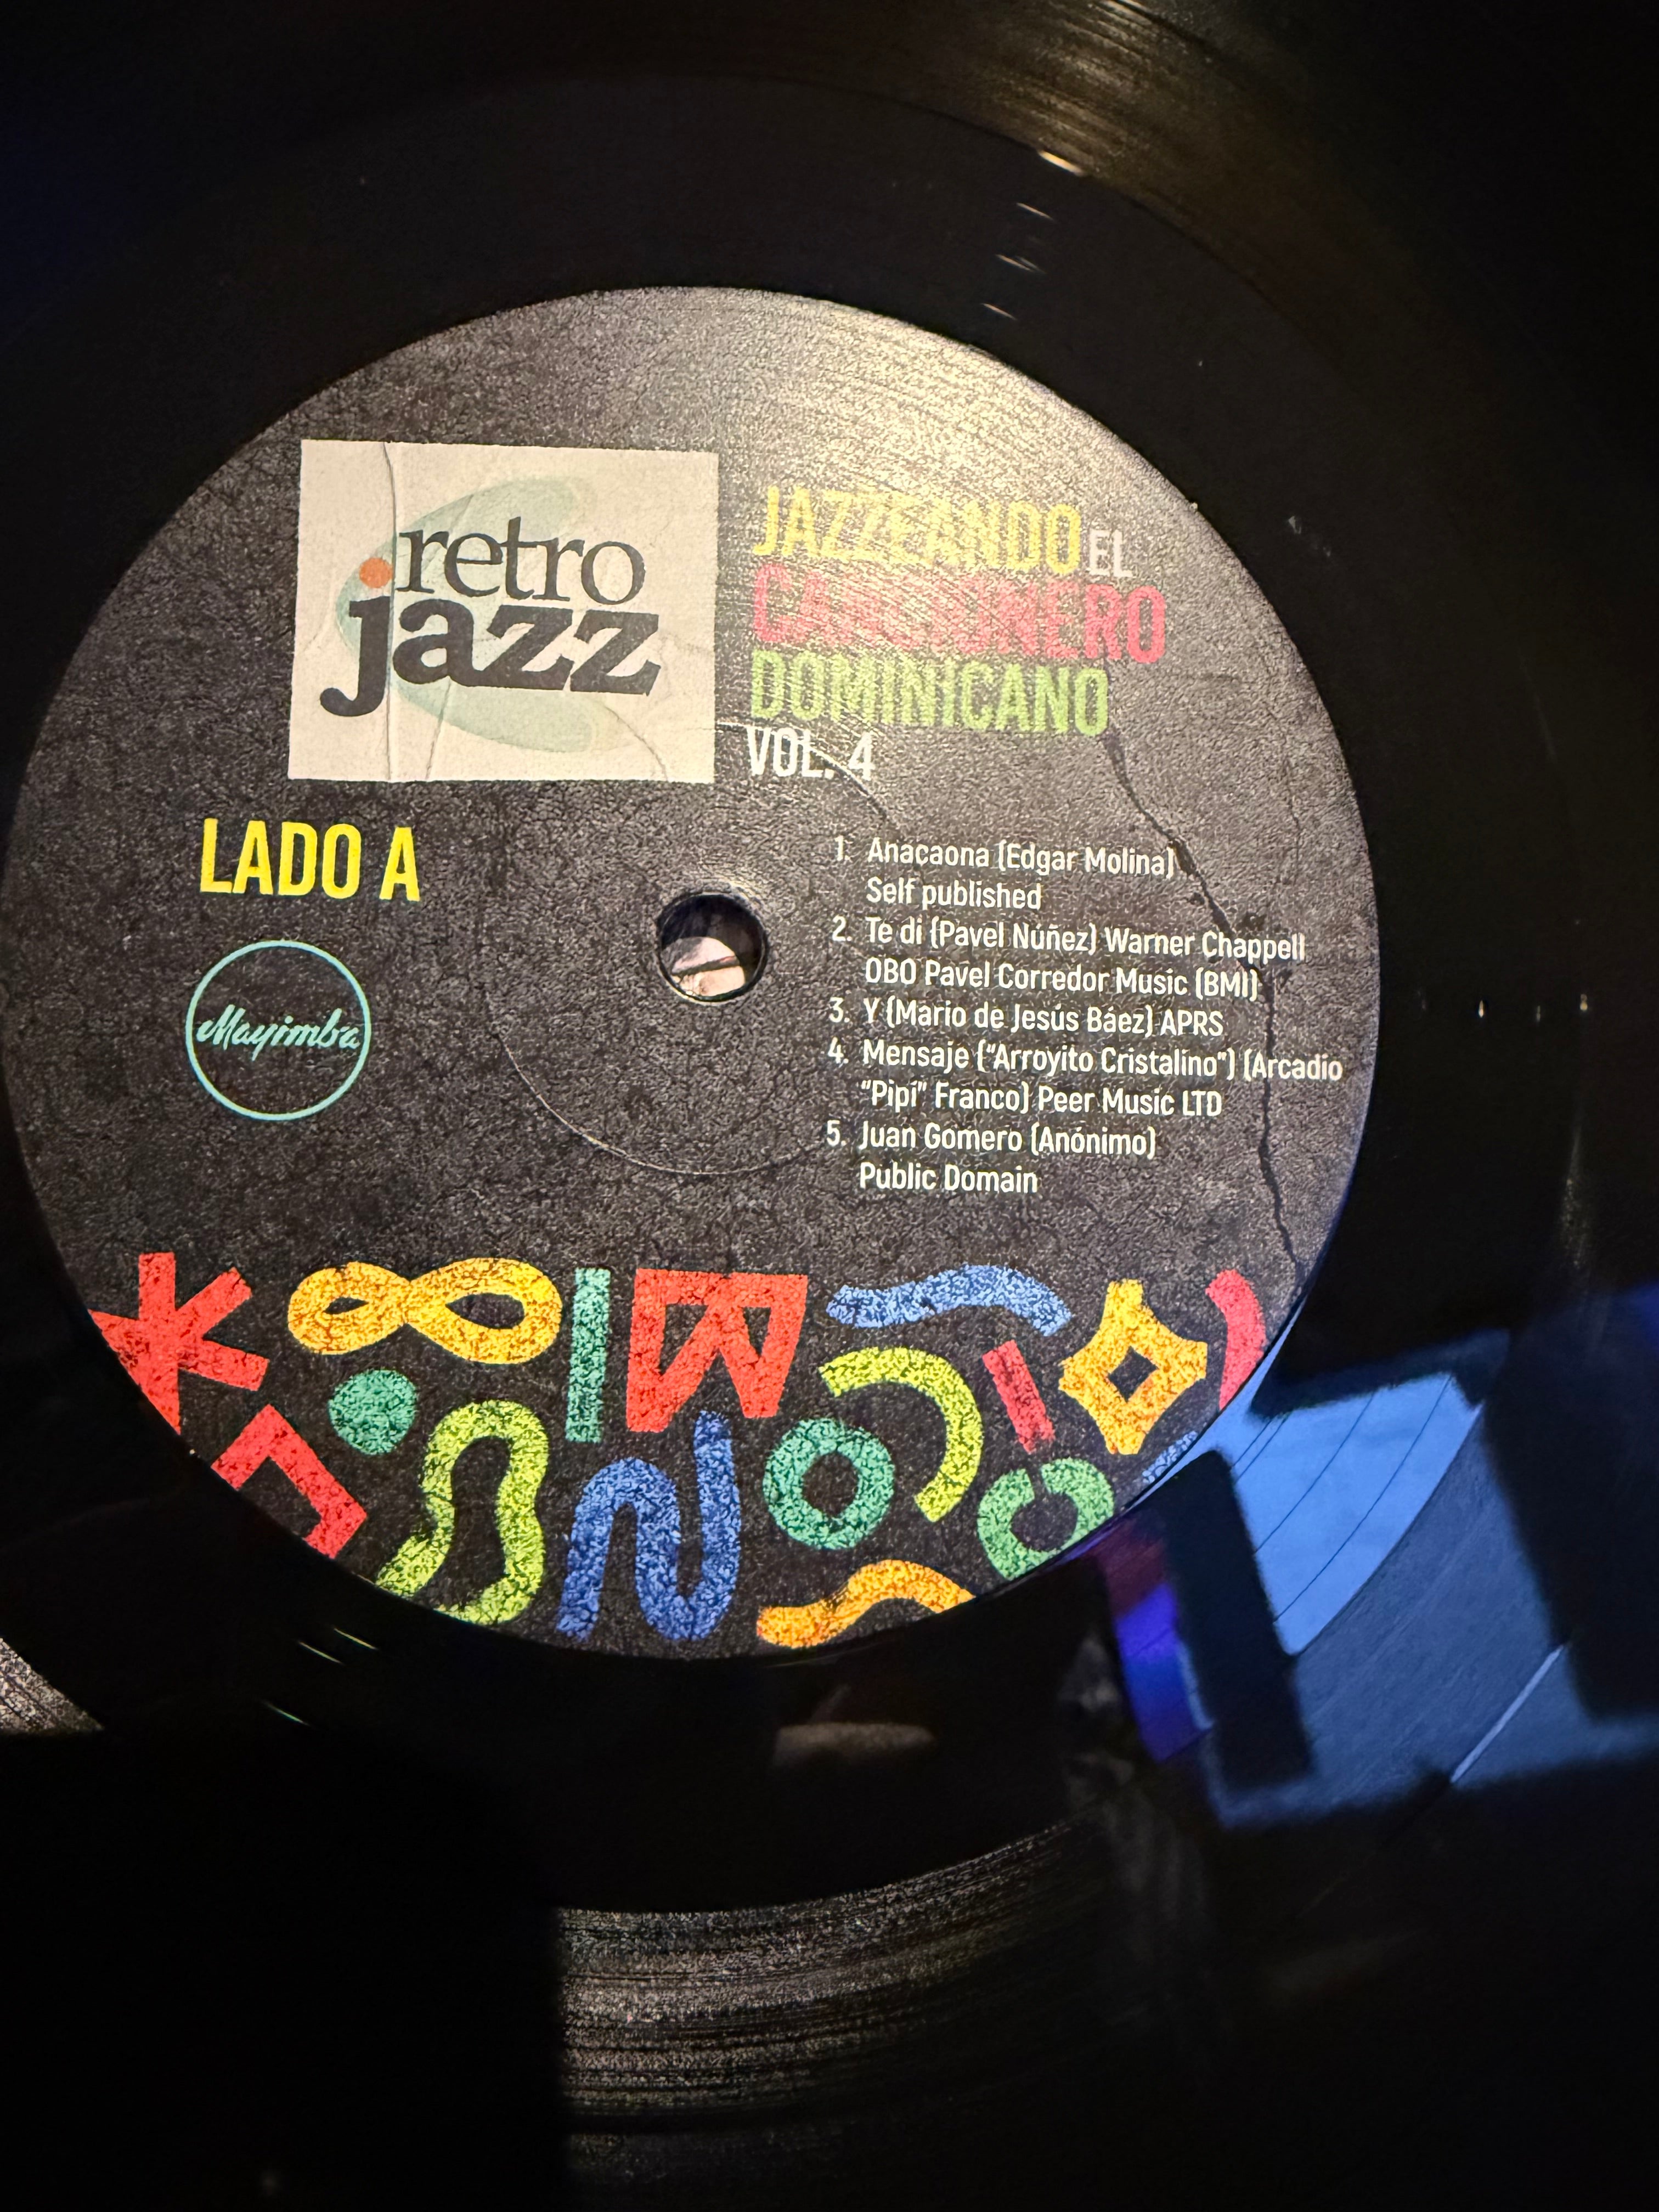 retro
jazz
JAZZEANDO EL
CANCIONERO
DOMINICANO
VOL. 4
LADO A
Mayimba
1. Anacaona (Edgar Molina)
Self published
2. Te di (Pavel Núñez) Warner Chappell
OBO Pavel Corredor Music (BMI)
3. Y (Mario de Jesús Báez) APRS
4. Mensaje (“Arroyito Cristalino”) (Arcadio
“Pipí” Franco) Peer Music LTD
5. Juan Gomero (Anónimo)
Public Domain